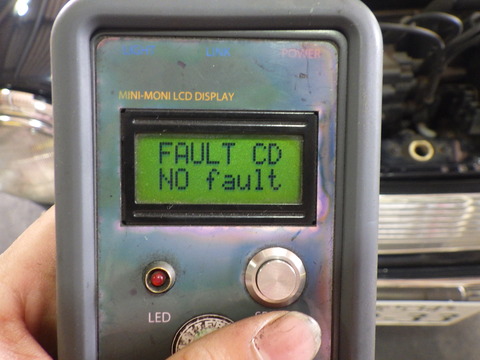 POWER
MINI-MONI LCD DISPLAY
FAULT CD
NO fault
LED